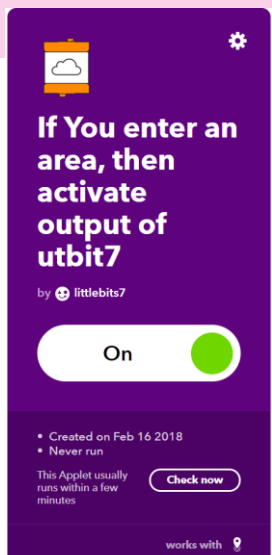 If You enter an
area, then
activate
output of
utbit7
by littlebits7
On
• Created on Feb 16 2018
• Never run
This Applet usually
runs within a few
minutes
Check now
works with